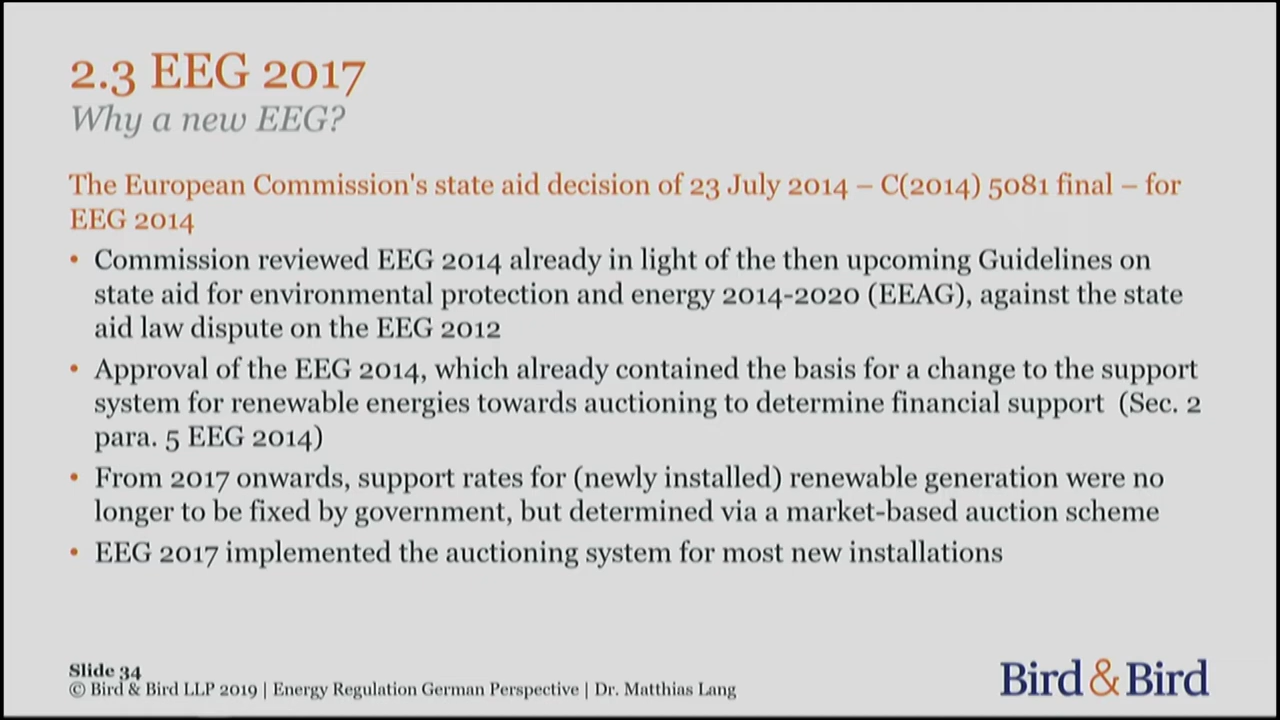 2.3 EEG 2017
Why a new EEG?
The European Commission's state aid decision of 23 July 2014 – C(2014) 5081 final – for
EEG 2014
• Commission reviewed EEG 2014 already in light of the then upcoming Guidelines on
state aid for environmental protection and energy 2014-2020 (EEAG), against the state
aid law dispute on the EEG 2012
• Approval of the EEG 2014, which already contained the basis for a change to the support
system for renewable energies towards auctioning to determine financial support (Sec. 2
para. 5 EEG 2014)
• From 2017 onwards, support rates for (newly installed) renewable generation were no
longer to be fixed by government, but determined via a market-based auction scheme
• EEG 2017 implemented the auctioning system for most new installations
Slide 34
© Bird & Bird LLP 2019 | Energy Regulation German Perspective | Dr. Matthias Lang
Bird & Bird